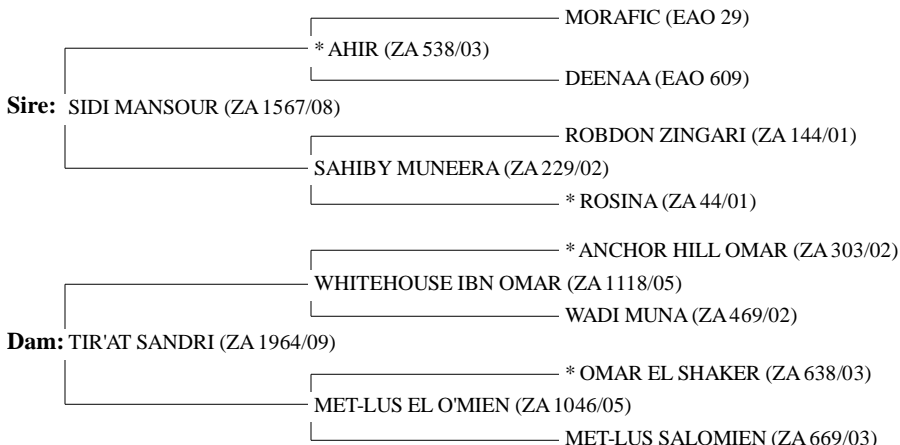 MORAFIC (EAO 29)
* AHIR (ZA 538/03)
DEENAA (EAO 609)
Sire: SIDI MANSOUR (ZA 1567/08)
ROBDON ZINGARI (ZA 144/01)
SAHIBY MUNEERA (ZA 229/02)
* ROSINA (ZA 44/01)
* ANCHOR HILL OMAR (ZA 303/02)
WHITEHOUSE IBN OMAR (ZA 1118/05)
WADI MUNA (ZA 469/02)
Dam: TIR'AT SANDRI (ZA 1964/09)
* OMAR EL SHAKER (ZA 638/03)
MET-LUS EL O'MIEN (ZA 1046/05)
MET-LUS SALOMIEN (ZA 669/03)